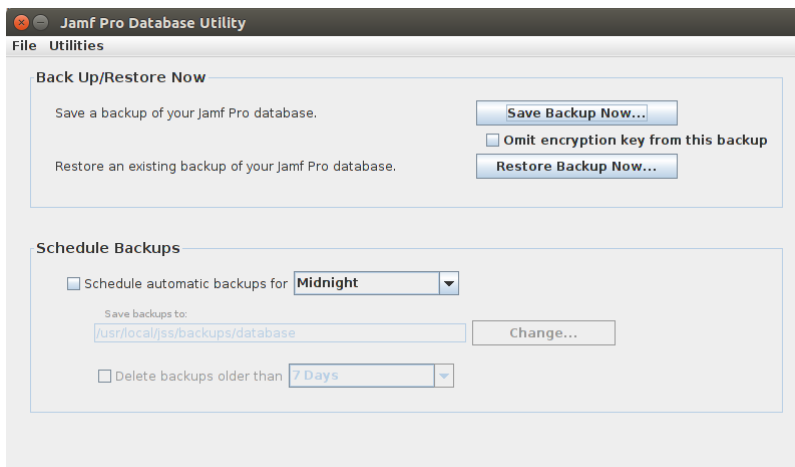 Jamf Pro Database Utility
File Utilities
Back Up/Restore Now
Save a backup of your Jamf Pro database. Save Backup Now...
Omit encryption key from this backup
Restore an existing backup of your Jamf Pro database. Restore Backup Now...
Schedule Backups
Schedule automatic backups for Midnight
Save backups to:
/usr/local/jss/backups/database Change...
Delete backups older than 7 Days